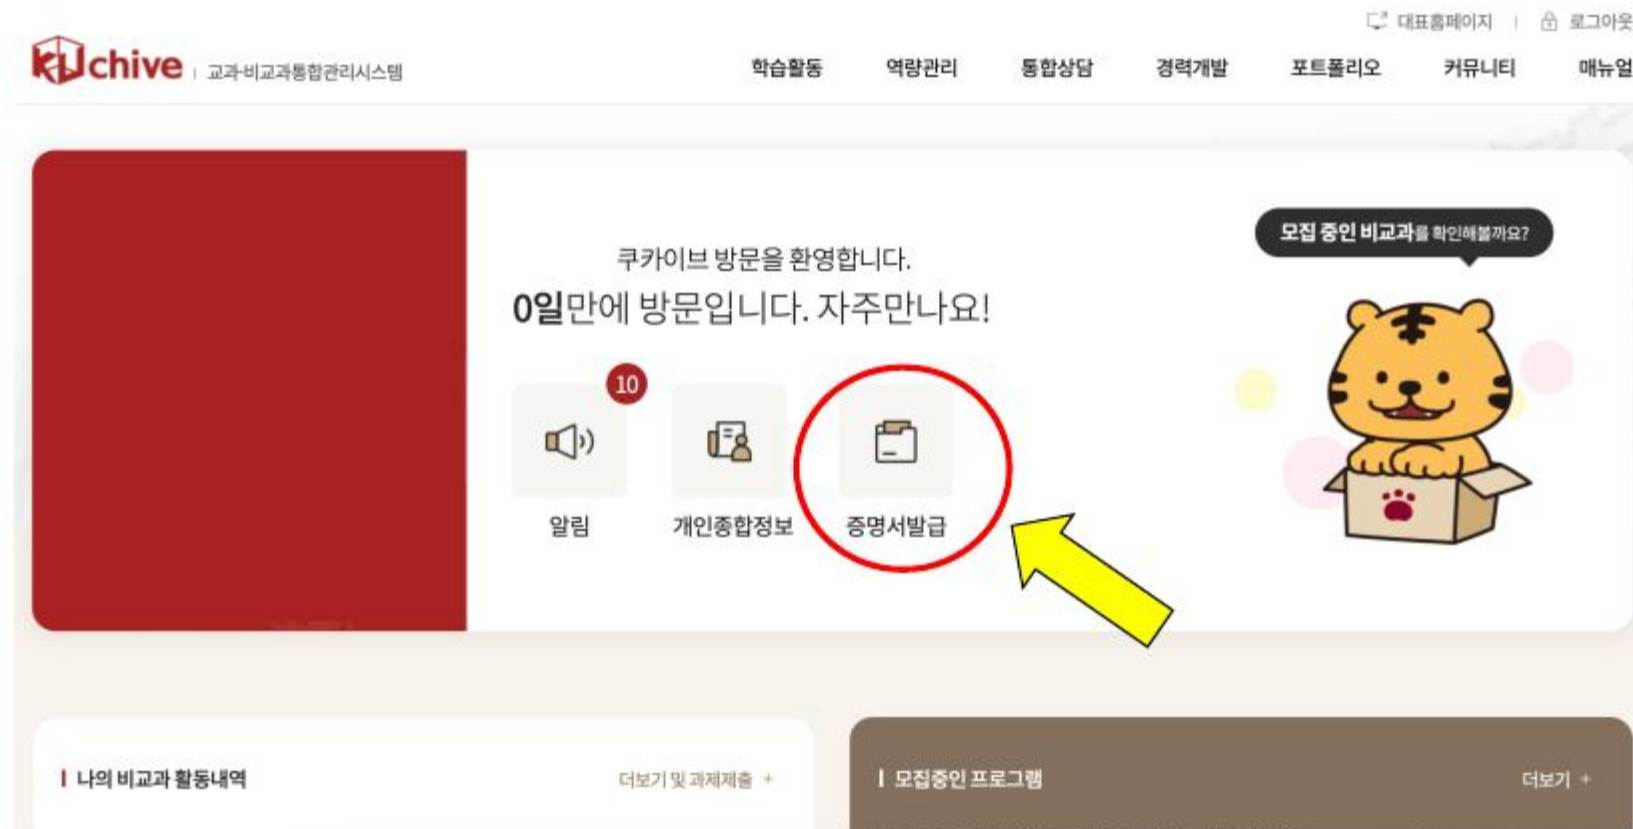 대표홈페이지 | 로그아웃
KUchive | 교과·비교과통합관리시스템
학습활동 역량관리 통합상담 경력개발 포트폴리오 커뮤니티 매뉴얼
모집 중인 비교과를 확인해볼까요?
쿠카이브 방문을 환영합니다.
0일만에 방문입니다. 자주만나요!
10
알림 개인종합정보 증명서발급
나의 비교과 활동내역 더보기 및 과제제출 +
모집중인 프로그램 더보기 +